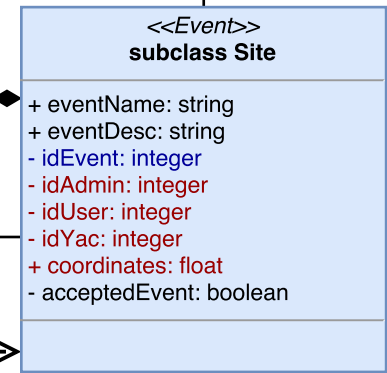 <<Event>>
subclass Site
+ eventName: string
+ eventDesc: string
- idEvent: integer
- idAdmin: integer
- idUser: integer
- idYac: integer
+ coordinates: float
- acceptedEvent: boolean